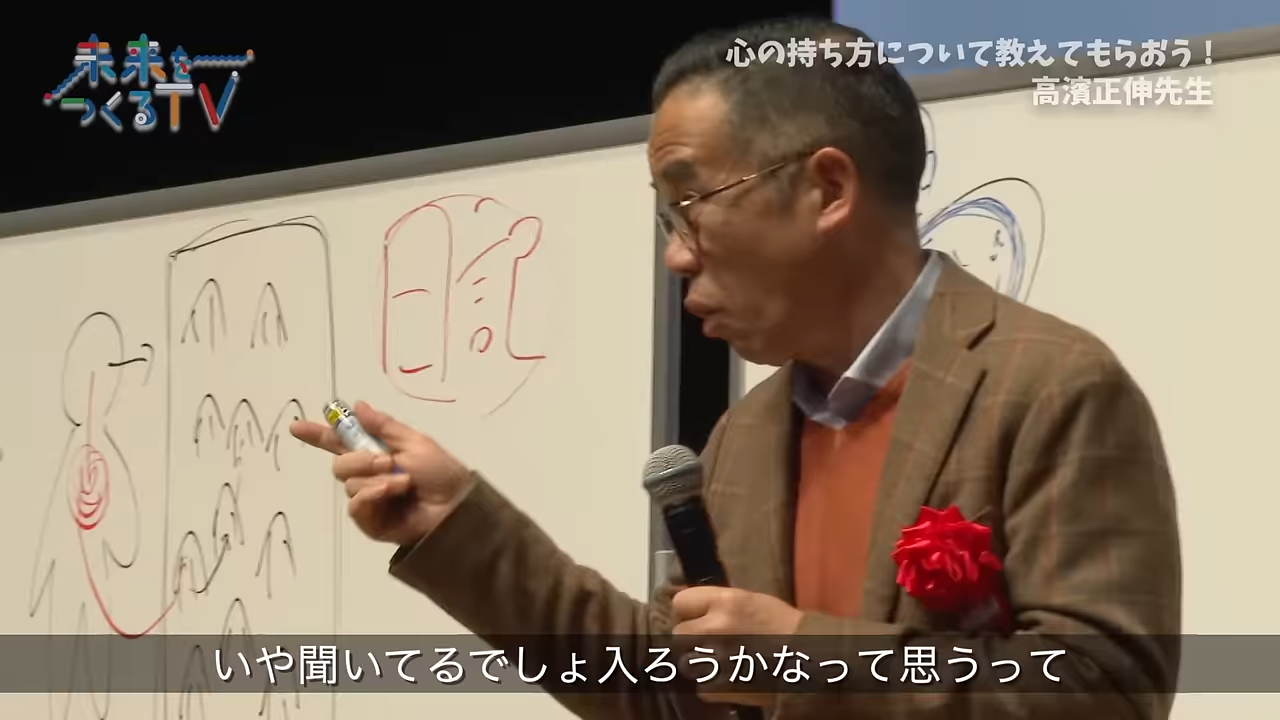 未来を
つくるTV
心の持ち方について教えてもらおう！
高濱正伸先生
いや聞いてるでしょ入ろうかなって思うって